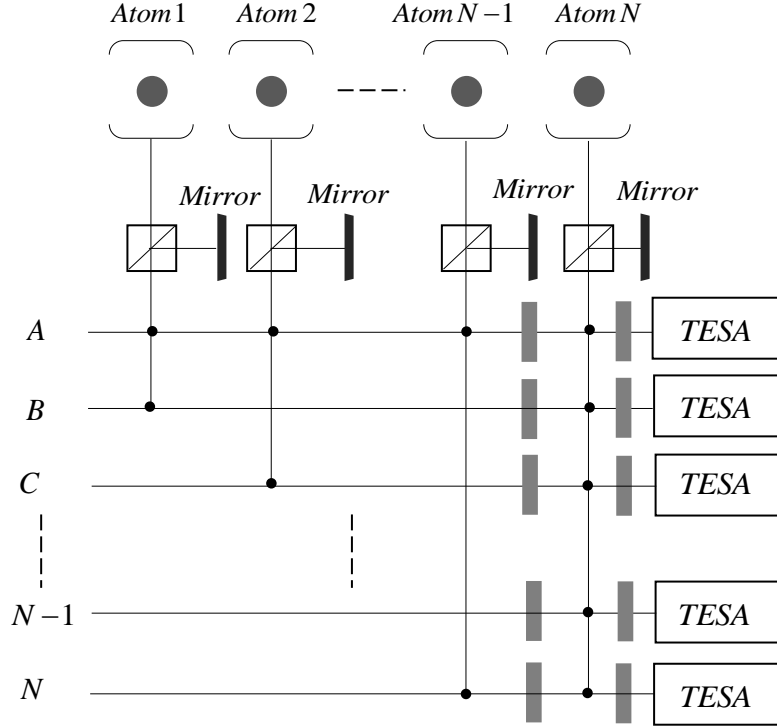 Atom 1 Atom 2 Atom N −1 Atom N
Mirror Mirror Mirror Mirror
A TESA
B TESA
C TESA
N −1 TESA
N TESA